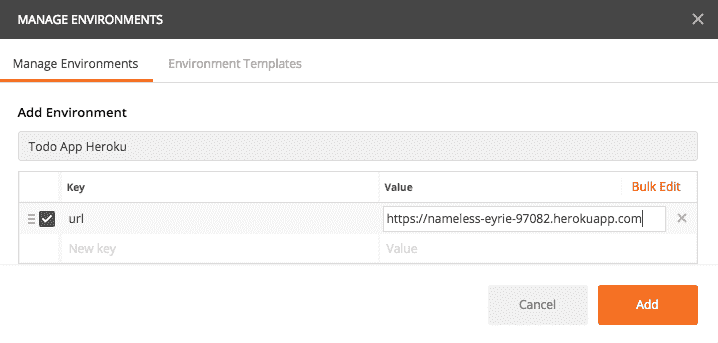 MANAGE ENVIRONMENTS
Manage Environments Environment Templates
Add Environment
Todo App Heroku
Key Value Bulk Edit
url https://nameless-eyrie-97082.herokuapp.com
New key Value
Cancel Add